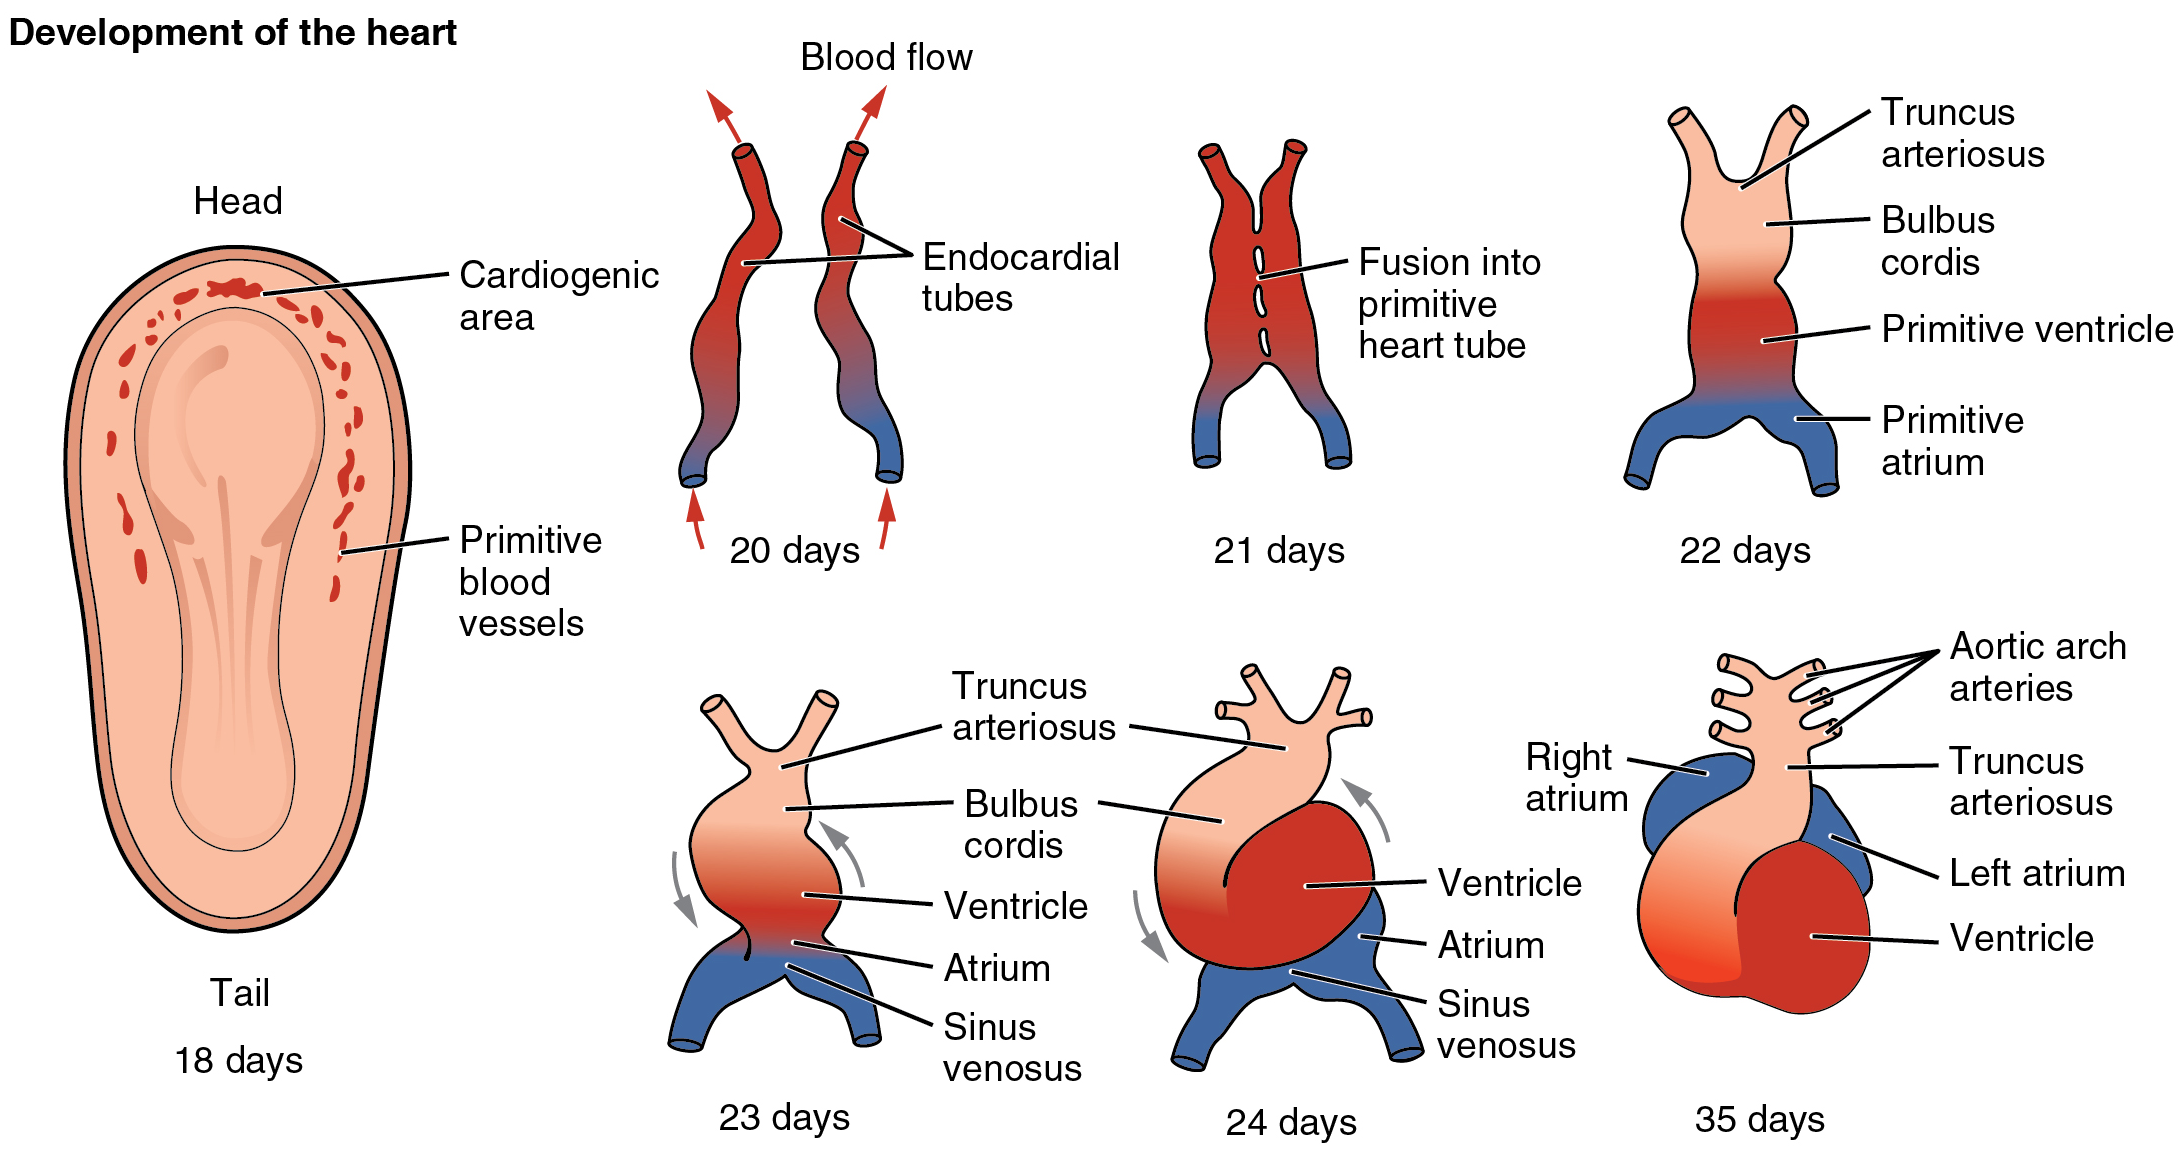 Development of the heart
Head
Cardiogenic
area
Primitive
blood
vessels
Tail
18 days
Blood flow
Endocardial
tubes
20 days
Fusion into
primitive
heart tube
21 days
Truncus
arteriosus
Bulbus
cordis
Primitive ventricle
Primitive
atrium
22 days
Truncus
arteriosus
Bulbus
cordis
Ventricle
Atrium
Sinus
venosus
23 days
Ventricle
Atrium
Sinus
venosus
24 days
Right
atrium
Aortic arch
arteries
Truncus
arteriosus
Left atrium
Ventricle
35 days